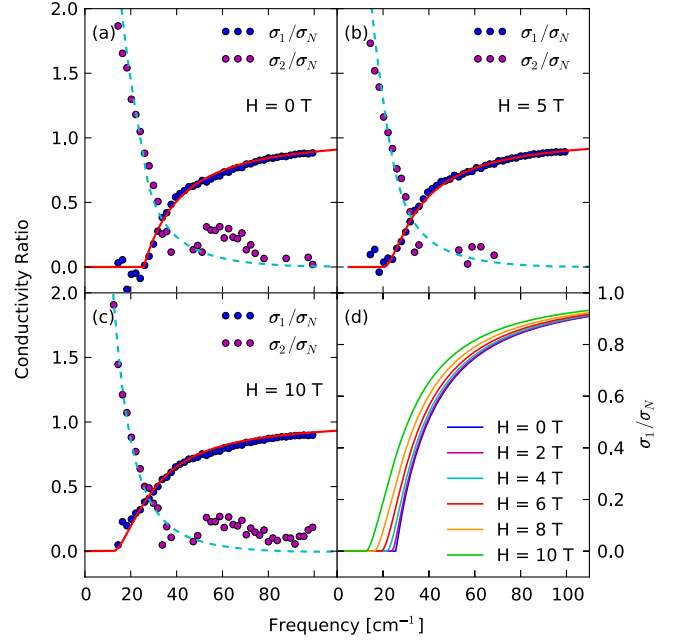 (a)
σ1/σN
σ2/σN
H = 0 T
2.0
1.5
1.0
0.5
0.0
(b)
σ1/σN
σ2/σN
H = 5 T
Conductivity Ratio
(c)
σ1/σN
σ2/σN
H = 10 T
2.0
1.5
1.0
0.5
0.0
0 20 40 60 80
(d)
H = 0 T
H = 2 T
H = 4 T
H = 6 T
H = 8 T
H = 10 T
1.0
0.8
0.6
0.4
0.2
0.0
σ1/σN
0 20 40 60 80 100
Frequency [cm⁻¹]